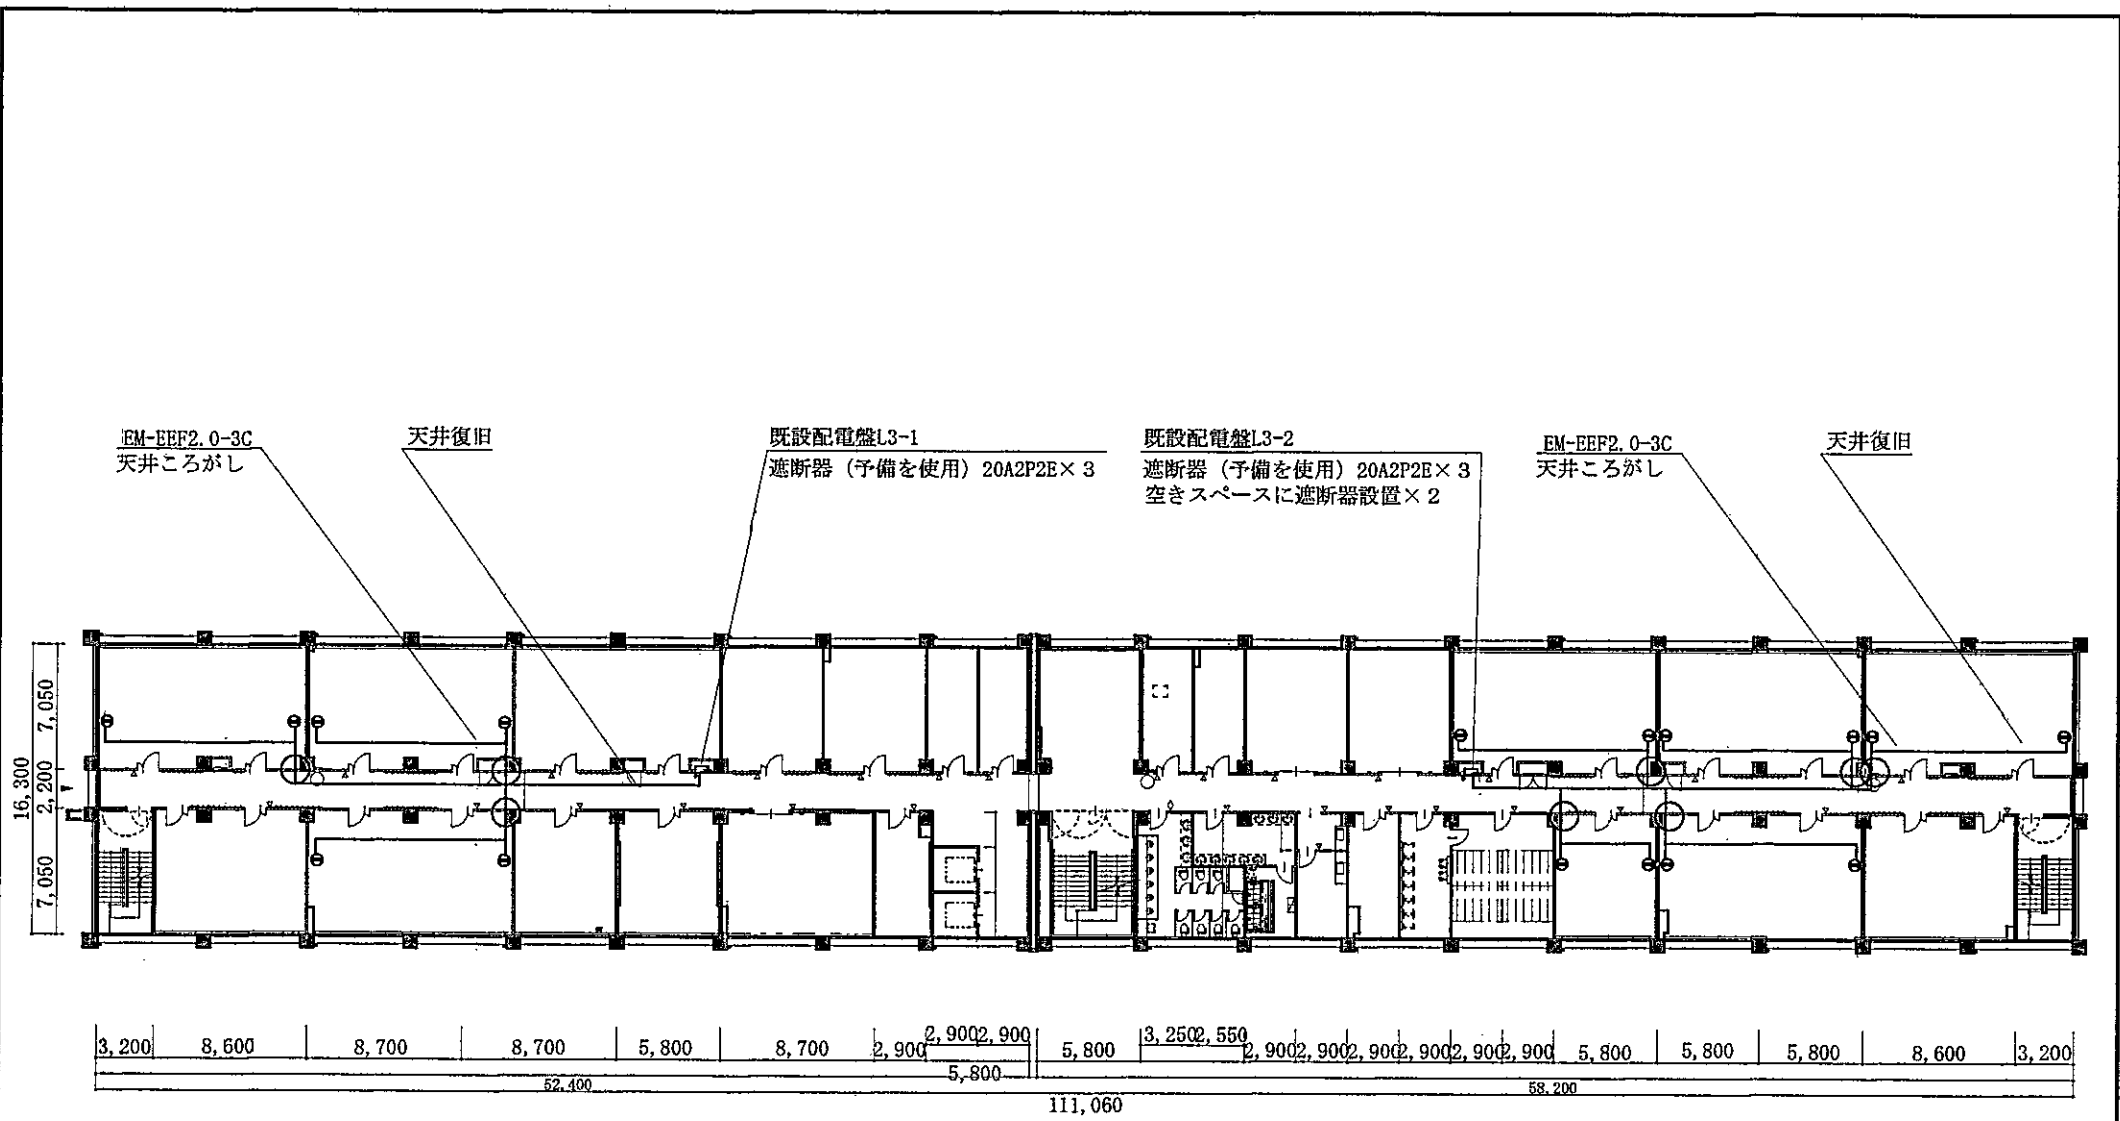 EM-EEF2.0-3C
天井ころがし
天井復旧
既設配電盤L3-1
遮断器（予備を使用）20A2P2E×3
既設配電盤L3-2
遮断器（予備を使用）20A2P2E×3
空きスペースに遮断器設置×2
EM-EEF2.0-3C
天井ころがし
天井復旧
16,300
7,050
2,200
7,050
3,200
8,600
8,700
8,700
5,800
8,700
2,900
2,900
2,900
5,800
3,250
2,550
2,900
2,900
2,900
2,900
2,900
2,900
5,800
5,800
5,800
8,600
3,200
5,800
52,400
58,200
111,060